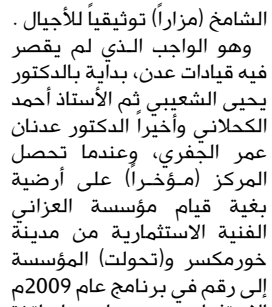 الشامخ (مزاراً) توثيقياً للأجيال .
وهو الواجب الـذي لم يقصر
فيه قيادات عدن، بداية بالدكتور
يحيى الشعيبي ثم الأستاذ أحمد
الكحلاني وأخيراً الدكتور عدنان
عمر الجفري، وعندما تحصل
المركز (مـؤخـراً) على أرضية
بغية قيام مؤسسة العزاني
الفنية الاستثمارية من مدينة
خورمكسر و(تحولت) المؤسسة
إلى رقم في برنامج عام 2009م